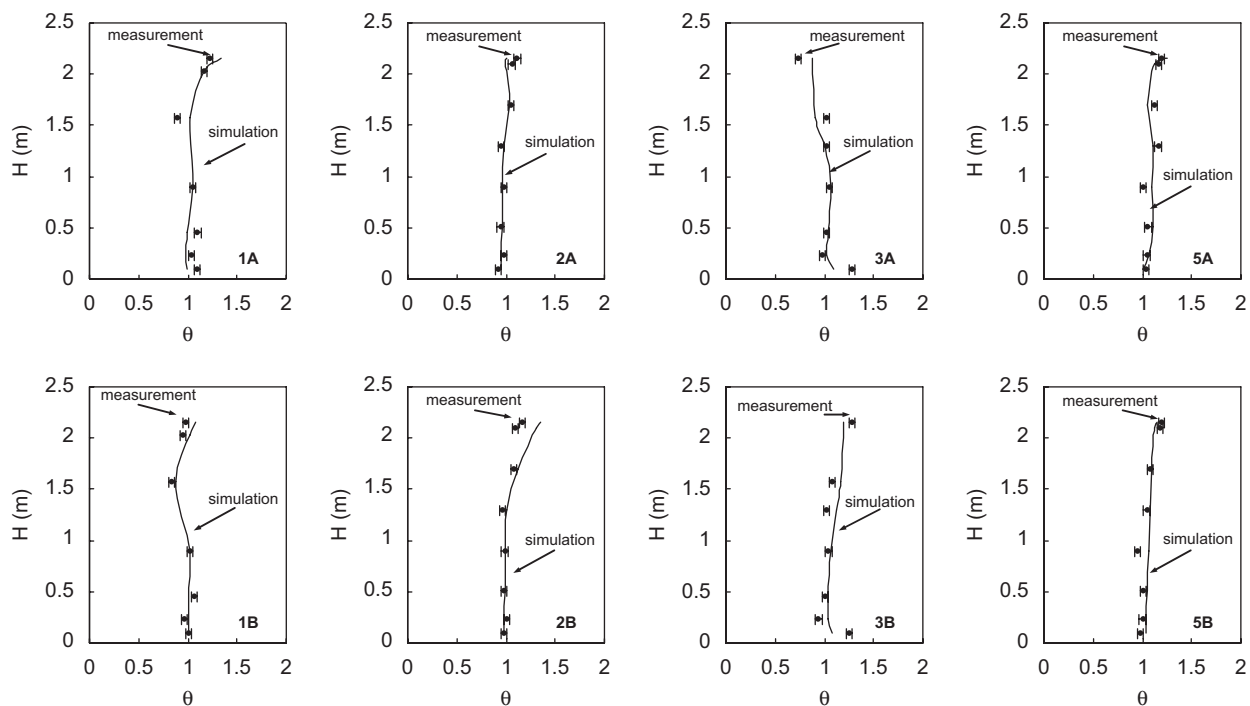 2.5
measurement
2
1.5
simulation
H (m)
1
0.5
1A
0
0 0.5 1 1.5 2
θ
2.5
measurement
2
1.5
simulation
H (m)
1
0.5
2A
0
0 0.5 1 1.5 2
θ
2.5
measurement
2
1.5
simulation
H (m)
1
0.5
3A
0
0 0.5 1 1.5 2
θ
2.5
measurement
2
1.5
H (m)
1
simulation
0.5
5A
0
0 0.5 1 1.5 2
θ
2.5
measurement
2
1.5
simulation
H (m)
1
0.5
1B
0
0 0.5 1 1.5 2
θ
2.5
measurement
2
1.5
H (m)
1
simulation
0.5
2B
0
0 0.5 1 1.5 2
θ
2.5
measurement
2
1.5
simulation
H (m)
1
0.5
3B
0
0 0.5 1 1.5 2
θ
2.5
measurement
2
1.5
H (m)
1
simulation
0.5
5B
0
0 0.5 1 1.5 2
θ